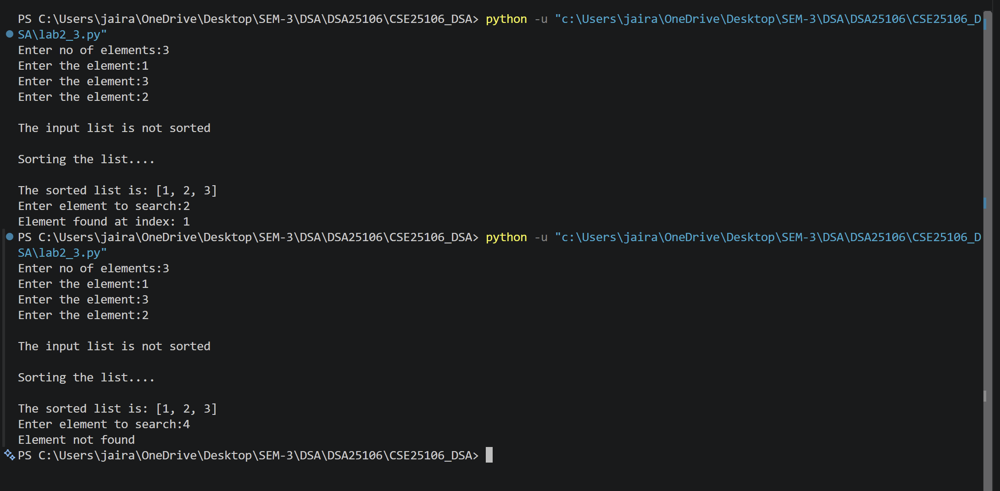 PS C:\Users\jaira\OneDrive\Desktop\SEM-3\DSA\DSA25106\CSE25106_DSA> python -u "c:\Users\jaira\OneDrive\Desktop\SEM-3\DSA\DSA25106\CSE25106_D
SA\lab2_3.py"
Enter no of elements:3
Enter the element:1
Enter the element:3
Enter the element:2
The input list is not sorted
Sorting the list....
The sorted list is: [1, 2, 3]
Enter element to search:2
Element found at index: 1
PS C:\Users\jaira\OneDrive\Desktop\SEM-3\DSA\DSA25106\CSE25106_DSA> python -u "c:\Users\jaira\OneDrive\Desktop\SEM-3\DSA\DSA25106\CSE25106_D
SA\lab2_3.py"
Enter no of elements:3
Enter the element:1
Enter the element:3
Enter the element:2
The input list is not sorted
Sorting the list....
The sorted list is: [1, 2, 3]
Enter element to search:4
Element not found
PS C:\Users\jaira\OneDrive\Desktop\SEM-3\DSA\DSA25106\CSE25106_DSA>